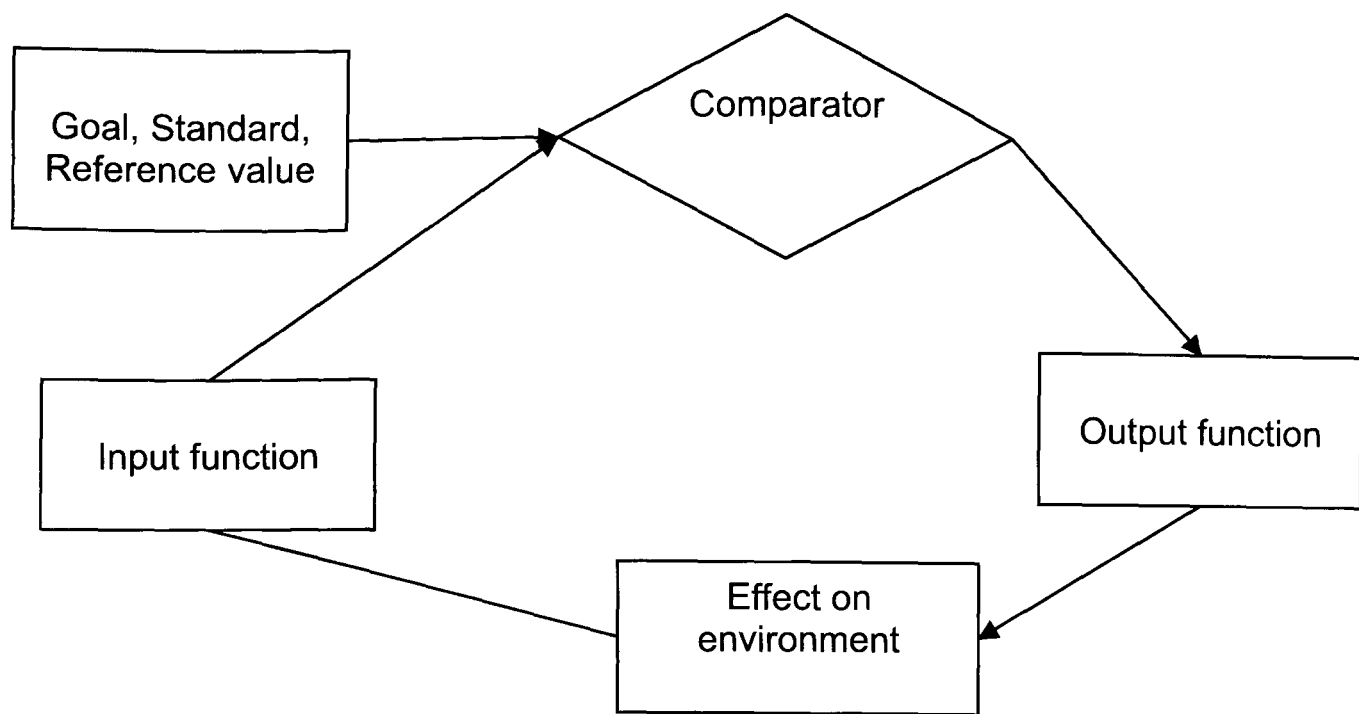 Comparator
Goal, Standard,
Reference value
Input function
Output function
Effect on
environment